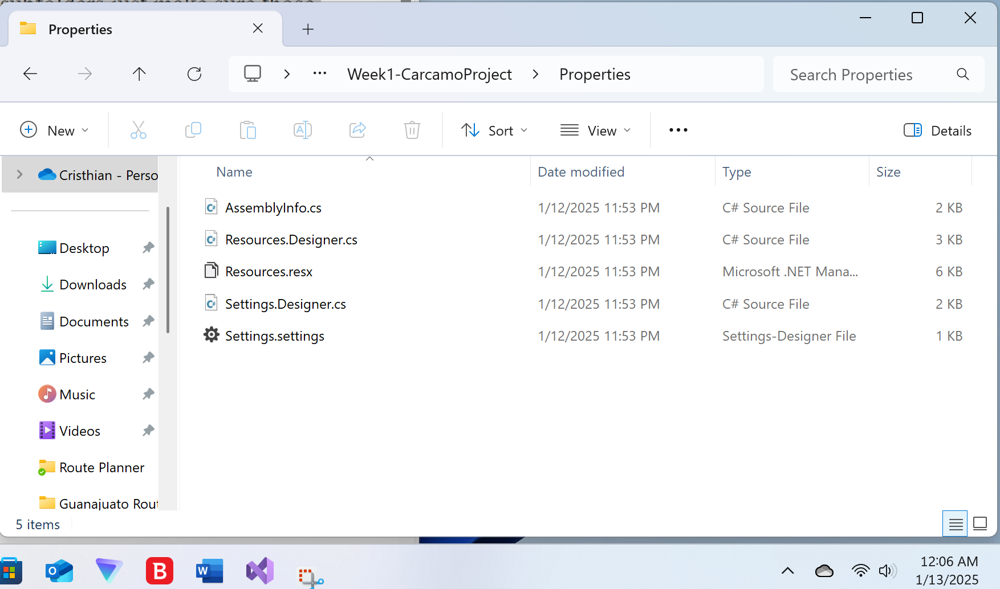 Properties
Week1-CarcamoProject
Properties
Search Properties
New
Sort
View
Details
Cristhian - Perso
Name
Date modified
Type
Size
AssemblyInfo.cs 1/12/2025 11:53 PM C# Source File 2 KB
Resources.Designer.cs 1/12/2025 11:53 PM C# Source File 3 KB
Resources.resx 1/12/2025 11:53 PM Microsoft .NET Mana... 6 KB
Settings.Designer.cs 1/12/2025 11:53 PM C# Source File 2 KB
Settings.settings 1/12/2025 11:53 PM Settings-Designer File 1 KB
Desktop
Downloads
Documents
Pictures
Music
Videos
Route Planner
Guanajuato Rout
5 items
12:06 AM
1/13/2025